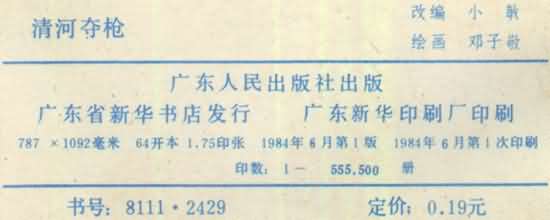 改编 小敏
清河夺枪
绘画 邓子敬
广东人民出版社出版
广东省新华书店发行 广东新华印刷厂印刷
787×1092毫米 64开本 1.75印张 1984年6月第1版 1984年6月第1次印刷
印数：1－555,500册
书号：8111·2429 定价：0.19元